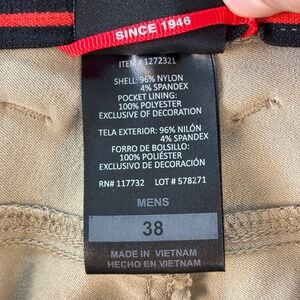 SINCE 1946
ITEM # 1272321
SHELL: 96% NYLON
4% SPANDEX
POCKET LINING:
100% POLYESTER
EXCLUSIVE OF DECORATION
TELA EXTERIOR: 96% NILÓN
4% SPANDEX
FORRO DE BOLSILLO:
100% POLIÉSTER
EXCLUSIVO DE DECORACIÓN
RN# 117732 LOT # 578271
MENS
38
MADE IN VIETNAM
HECHO EN VIETNAM